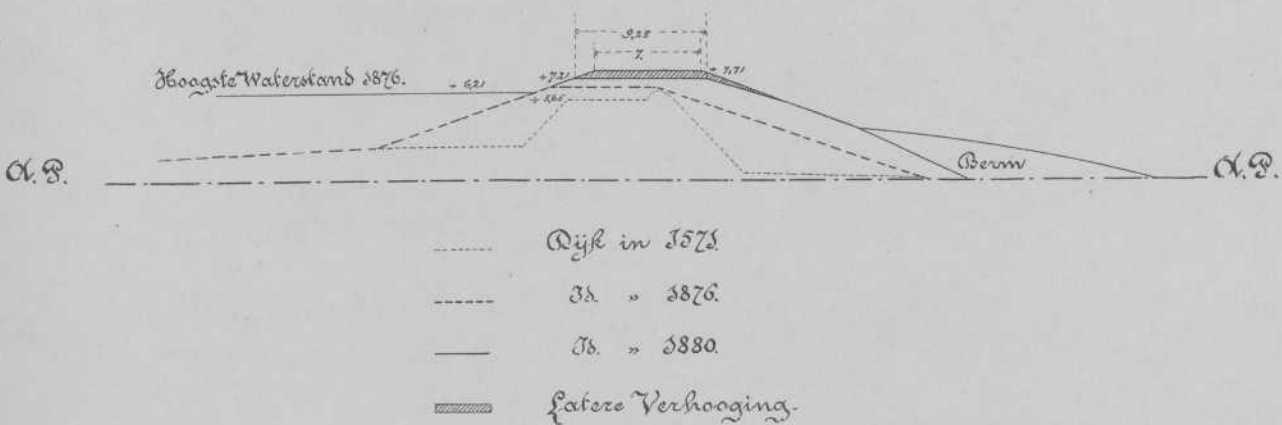 9,25
7.
Hoogste Waterstand 1876. + 6,21 + 7,21 + 7,71
+ 5,65
A.P. Berm A.P.
Dijk in 1571.
Id. „ 1876.
Id. „ 1880.
Latere Verhooging.